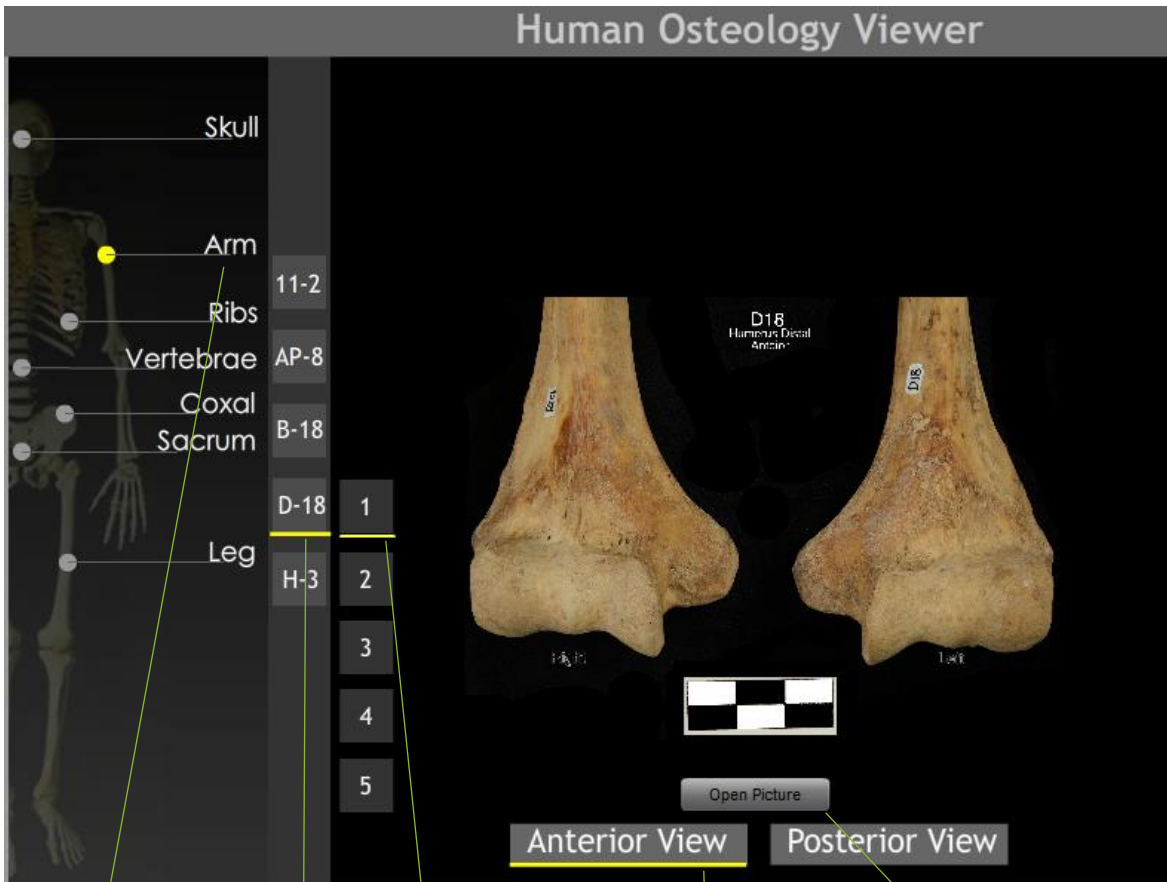 Human Osteology Viewer
Skull
Arm
Ribs
Vertebrae
Coxal
Sacrum
Leg
11-2
AP-8
B-18
D-18
H-3
1
2
3
4
5
D18
Humerus Distal
D18
Left
Open Picture
Anterior View
Posterior View